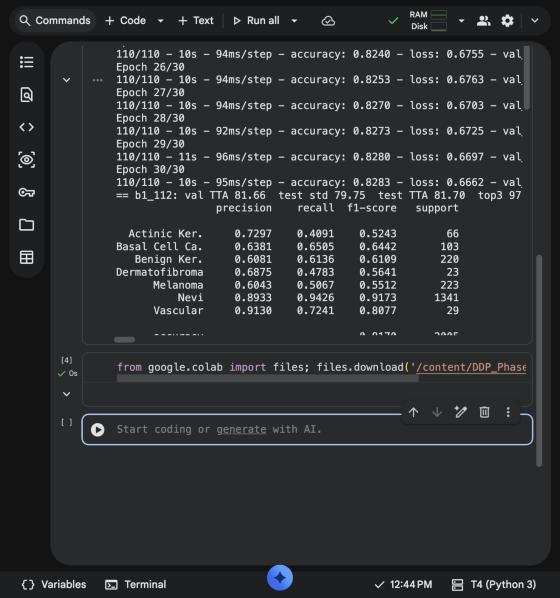 Commands + Code + Text Run all RAM Disk
110/110 - 10s - 94ms/step - accuracy: 0.8240 - loss: 0.6755 - val_
Epoch 26/30
110/110 - 10s - 94ms/step - accuracy: 0.8253 - loss: 0.6763 - val_
Epoch 27/30
110/110 - 10s - 94ms/step - accuracy: 0.8270 - loss: 0.6703 - val_
Epoch 28/30
110/110 - 10s - 92ms/step - accuracy: 0.8273 - loss: 0.6725 - val_
Epoch 29/30
110/110 - 11s - 96ms/step - accuracy: 0.8280 - loss: 0.6697 - val_
Epoch 30/30
110/110 - 10s - 95ms/step - accuracy: 0.8283 - loss: 0.6662 - val_
== b1_112: val TTA 81.66 test std 79.75 test TTA 81.70 top3 97
precision recall f1-score support
Actinic Ker. 0.7297 0.4091 0.5243 66
Basal Cell Ca. 0.6381 0.6505 0.6442 103
Benign Ker. 0.6081 0.6136 0.6109 220
Dermatofibroma 0.6875 0.4783 0.5641 23
Melanoma 0.6043 0.5067 0.5512 223
Nevi 0.8933 0.9426 0.9173 1341
Vascular 0.9130 0.7241 0.8077 29
accuracy 0.8170 2005
[4] from google.colab import files; files.download('/content/DDP_Phase
0s
[ ] Start coding or generate with AI.
{} Variables Terminal 12:44 PM T4 (Python 3)